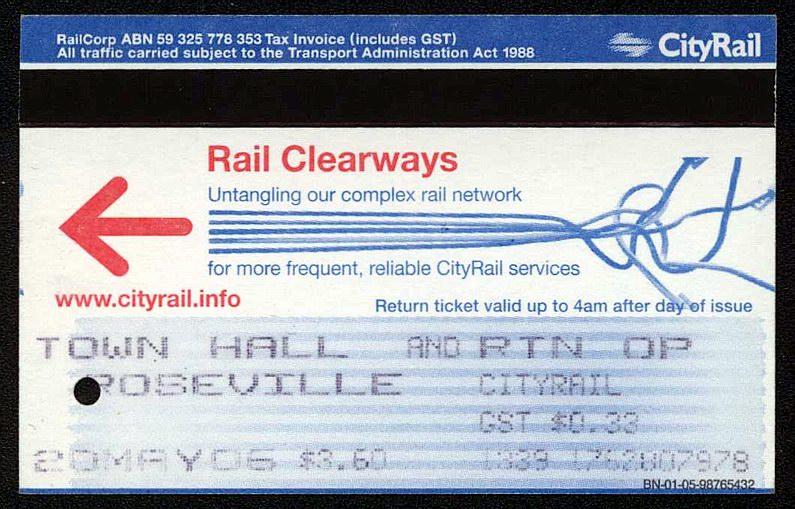 RailCorp ABN 59 325 778 353 Tax Invoice (includes GST)
All traffic carried subject to the Transport Administration Act 1988
CityRail
Rail Clearways
Untangling our complex rail network
for more frequent, reliable CityRail services
www.cityrail.info
Return ticket valid up to 4am after day of issue
TOWN HALL AND RTN OP
ROSEVILLE CITYRAIL
GST $0.33
20MAY06 $3.60 1339 1762807978
BN-01-05-98765432